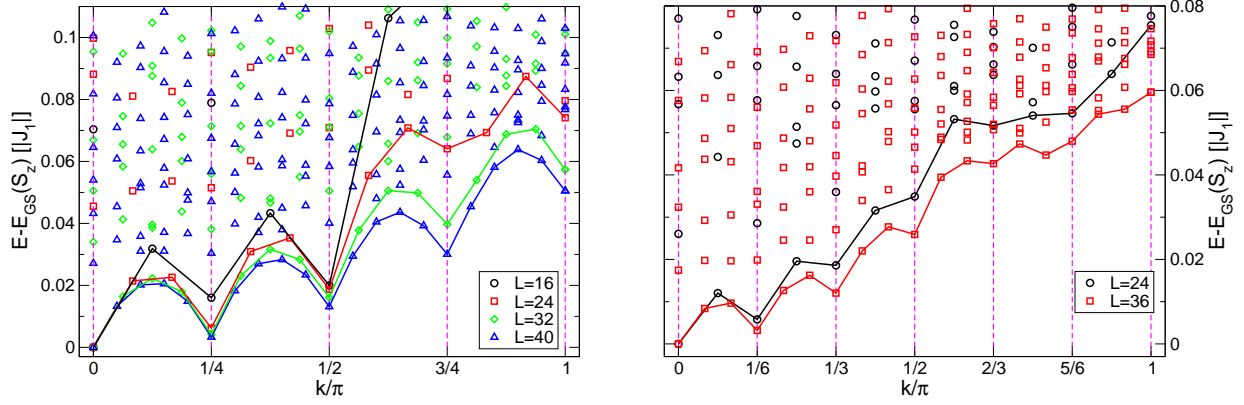 0.1
0.08
0.06
0.04
0.02
0
E-E_GS(S_z) [|J_1|]
0 1/4 1/2 3/4 1
k/π
L=16
L=24
L=32
L=40
0.08
0.06
0.04
0.02
0
E-E_GS(S_z) [|J_1|]
0 1/6 1/3 1/2 2/3 5/6 1
k/π
L=24
L=36